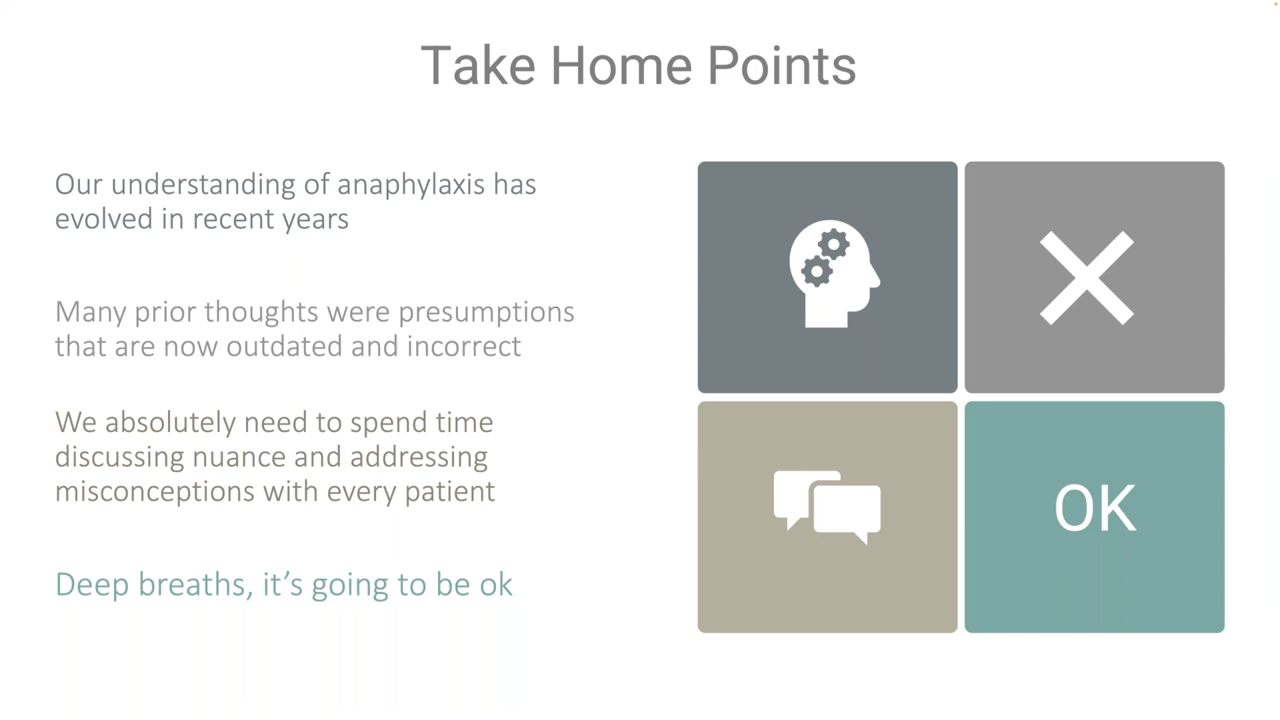 Take Home Points
Our understanding of anaphylaxis has
evolved in recent years
Many prior thoughts were presumptions
that are now outdated and incorrect
We absolutely need to spend time
discussing nuance and addressing
misconceptions with every patient
Deep breaths, it’s going to be ok
OK